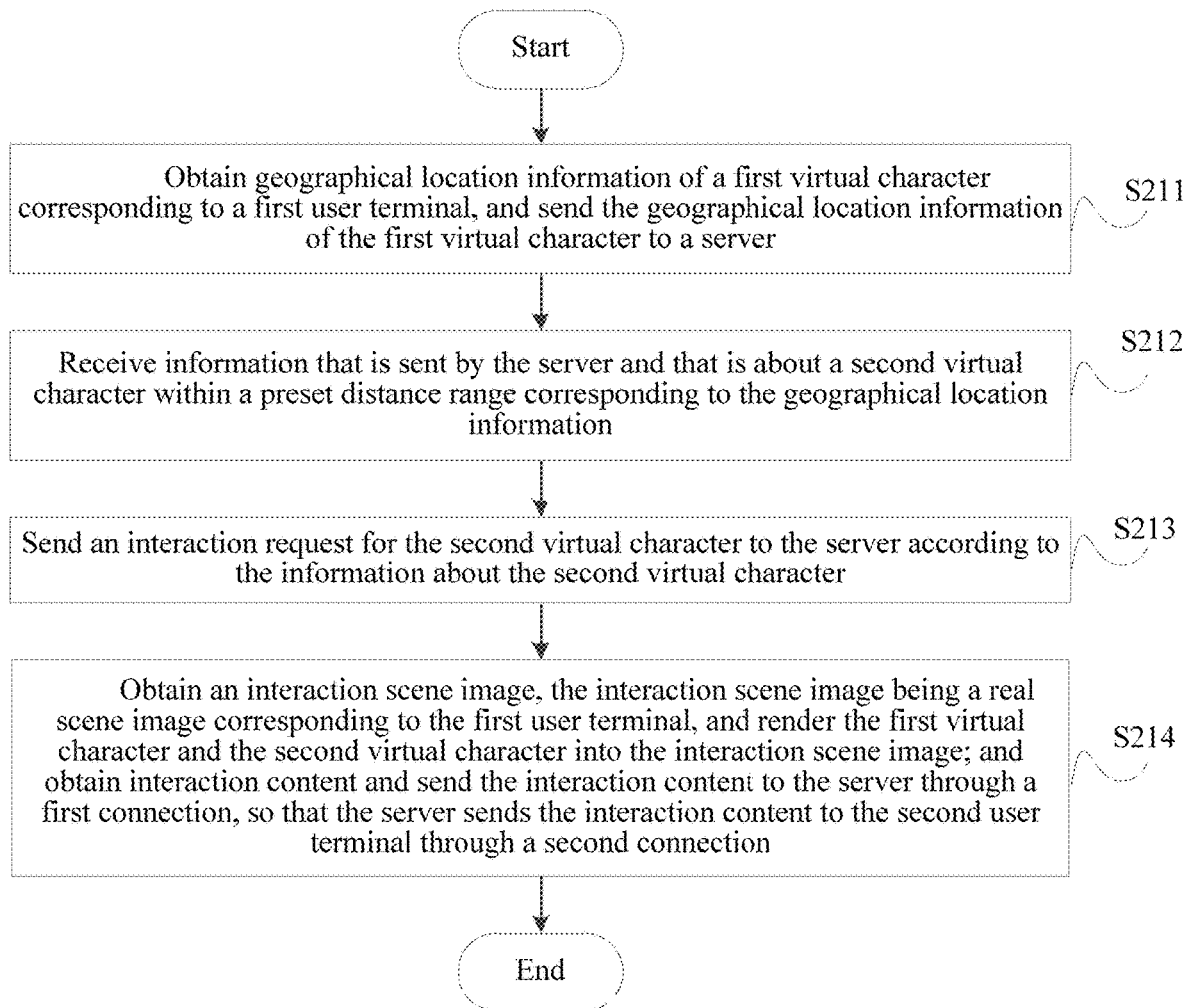 Start
Obtain geographical location information of a first virtual character
corresponding to a first user terminal, and send the geographical location information
of the first virtual character to a server
S211
Receive information that is sent by the server and that is about a second virtual
character within a preset distance range corresponding to the geographical location
information
S212
Send an interaction request for the second virtual character to the server according to
the information about the second virtual character
S213
Obtain an interaction scene image, the interaction scene image being a real
scene image corresponding to the first user terminal, and render the first virtual
character and the second virtual character into the interaction scene image; and
obtain interaction content and send the interaction content to the server through a
first connection, so that the server sends the interaction content to the second user
terminal through a second connection
S214
End